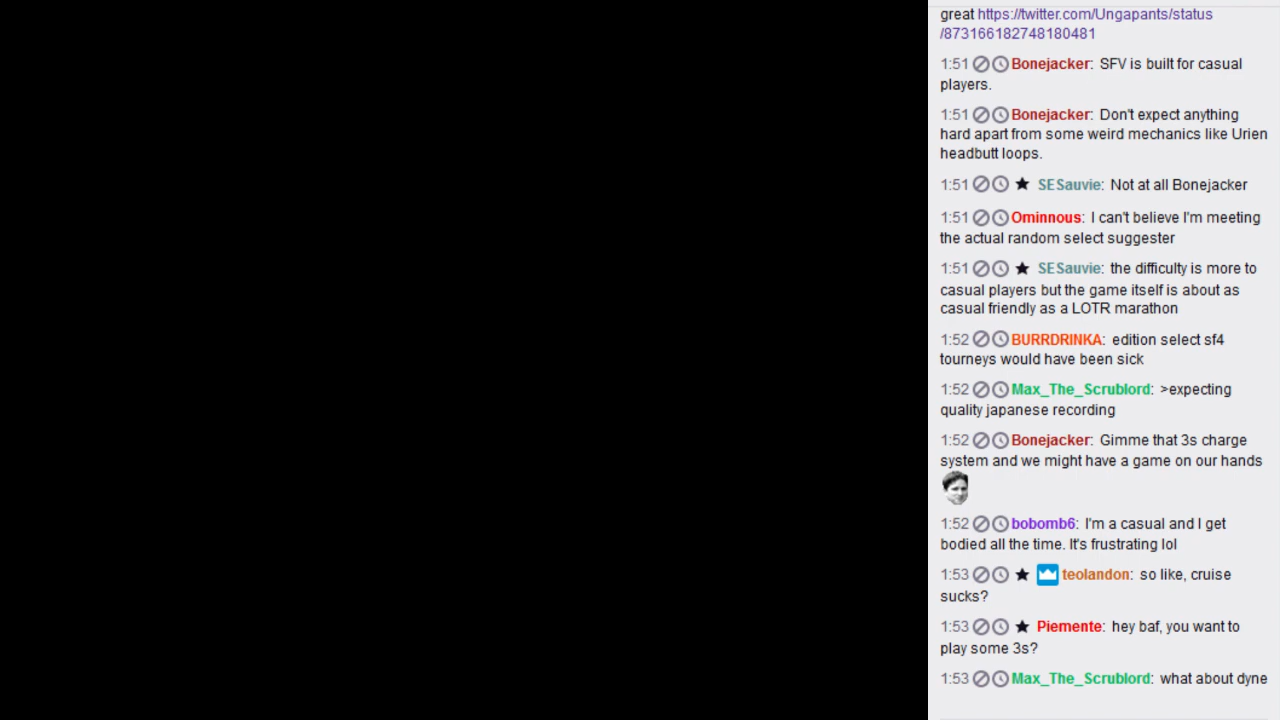 great https://twitter.com/Ungapants/status
/873166182748180481
1:51 Bonejacker: SFV is built for casual
players.
1:51 Bonejacker: Don't expect anything
hard apart from some weird mechanics like Urien
headbutt loops.
1:51 SESauvie: Not at all Bonejacker
1:51 Ominnous: I can't believe I'm meeting
the actual random select suggester
1:51 SESauvie: the difficulty is more to
casual players but the game itself is about as
casual friendly as a LOTR marathon
1:52 BURRDRINKA: edition select sf4
tourneys would have been sick
1:52 Max_The_Scrublord: >expecting
quality japanese recording
1:52 Bonejacker: Gimme that 3s charge
system and we might have a game on our hands
1:52 bobomb6: I'm a casual and I get
bodied all the time. It's frustrating lol
1:53 teolandon: so like, cruise
sucks?
1:53 Piemente: hey baf, you want to
play some 3s?
1:53 Max_The_Scrublord: what about dyne